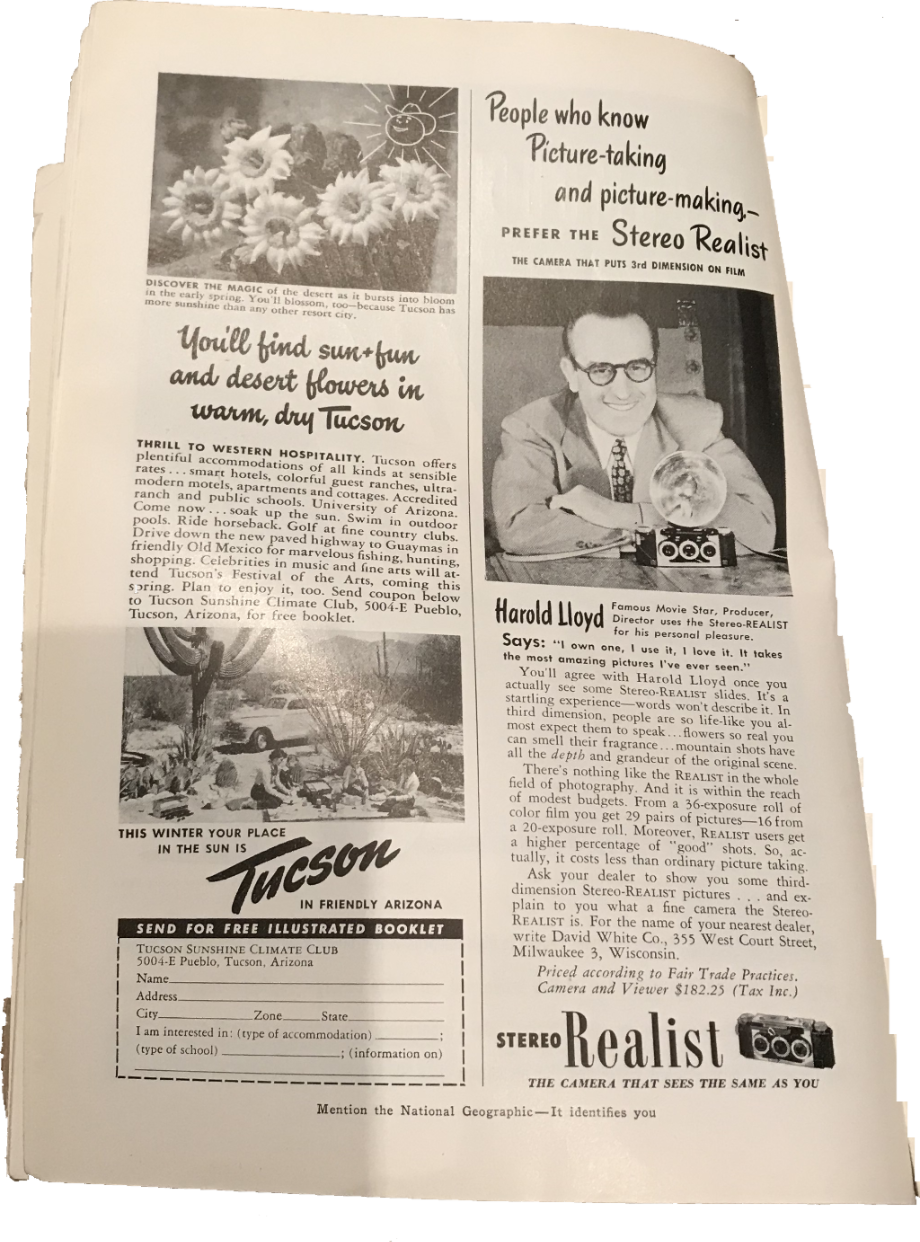 DISCOVER THE MAGIC of the desert as it bursts into bloom
in the early spring. You'll blossom, too—because Tucson has
more sunshine than any other resort city.
You'll find sun+fun
and desert flowers in
warm, dry Tucson
THRILL TO WESTERN HOSPITALITY. Tucson offers
plentiful accommodations of all kinds at sensible
rates . . . smart hotels, colorful guest ranches, ultra-
modern motels, apartments and cottages. Accredited
ranch and public schools. University of Arizona.
Come now . . . soak up the sun. Swim in outdoor
pools. Ride horseback. Golf at fine country clubs.
Drive down the new paved highway to Guaymas in
friendly Old Mexico for marvelous fishing, hunting,
shopping. Celebrities in music and fine arts will at-
tend Tucson's Festival of the Arts, coming this
spring. Plan to enjoy it, too. Send coupon below
to Tucson Sunshine Climate Club, 5004-E Pueblo,
Tucson, Arizona, for free booklet.
THIS WINTER YOUR PLACE
IN THE SUN IS
Tucson
IN FRIENDLY ARIZONA
SEND FOR FREE ILLUSTRATED BOOKLET
TUCSON SUNSHINE CLIMATE CLUB
5004-E Pueblo, Tucson, Arizona
Name
Address
City Zone State
I am interested in: (type of accommodation) ;
(type of school) ; (information on)
People who know
Picture-taking
and picture-making—
PREFER THE Stereo Realist
THE CAMERA THAT PUTS 3rd DIMENSION ON FILM
Harold Lloyd Famous Movie Star, Producer,
Director uses the Stereo-REALIST
for his personal pleasure.
Says: "I own one, I use it, I love it. It takes
the most amazing pictures I've ever seen."
You'll agree with Harold Lloyd once you
actually see some Stereo-REALIST slides. It's a
startling experience—words won't describe it. In
third dimension, people are so life-like you al-
most expect them to speak...flowers so real you
can smell their fragrance...mountain shots have
all the depth and grandeur of the original scene.
There's nothing like the REALIST in the whole
field of photography. And it is within the reach
of modest budgets. From a 36-exposure roll of
color film you get 29 pairs of pictures—16 from
a 20-exposure roll. Moreover, REALIST users get
a higher percentage of "good" shots. So, ac-
tually, it costs less than ordinary picture taking.
Ask your dealer to show you some third-
dimension Stereo-REALIST pictures . . . and ex-
plain to you what a fine camera the Stereo-
REALIST is. For the name of your nearest dealer,
write David White Co., 355 West Court Street,
Milwaukee 3, Wisconsin.
Priced according to Fair Trade Practices.
Camera and Viewer $182.25 (Tax Inc.)
STEREO Realist
THE CAMERA THAT SEES THE SAME AS YOU
Mention the National Geographic—It identifies you